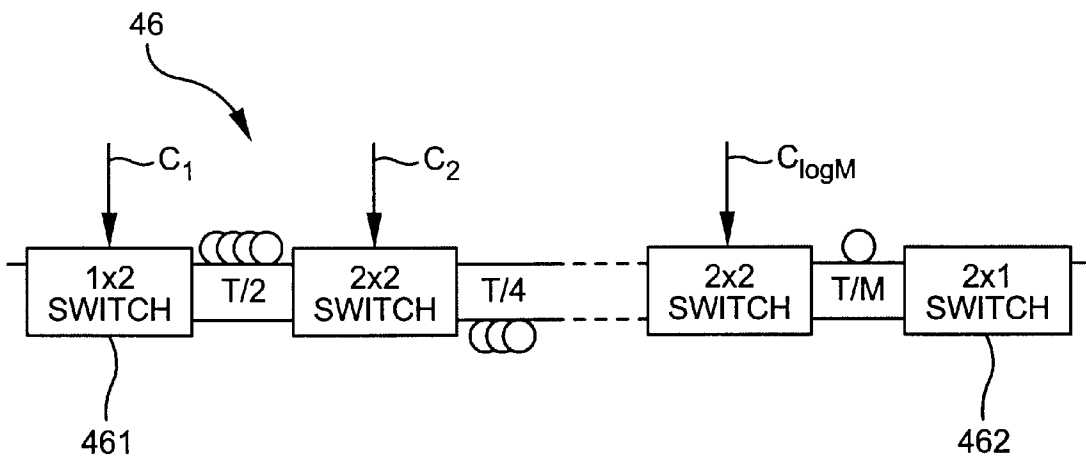 46
C1
C2
ClogM
1x2
SWITCH
T/2
2x2
SWITCH
T/4
2x2
SWITCH
T/M
2x1
SWITCH
461
462